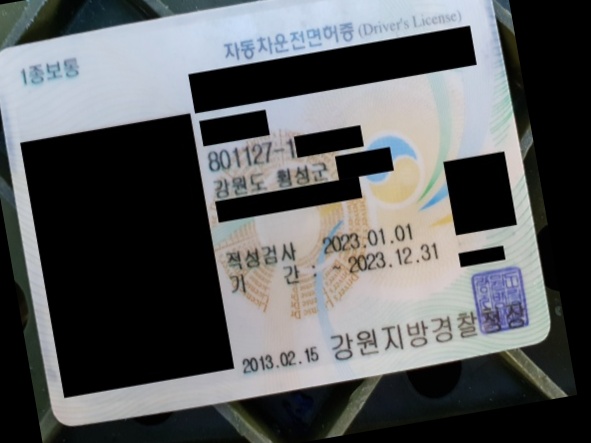 자동차운전면허증 (Driver's License)
1종보통
801127-1
강원도 횡성군
적성검사 2023.01.01
기 간 : ~ 2023.12.31
2013.02.15 강원지방경찰청장